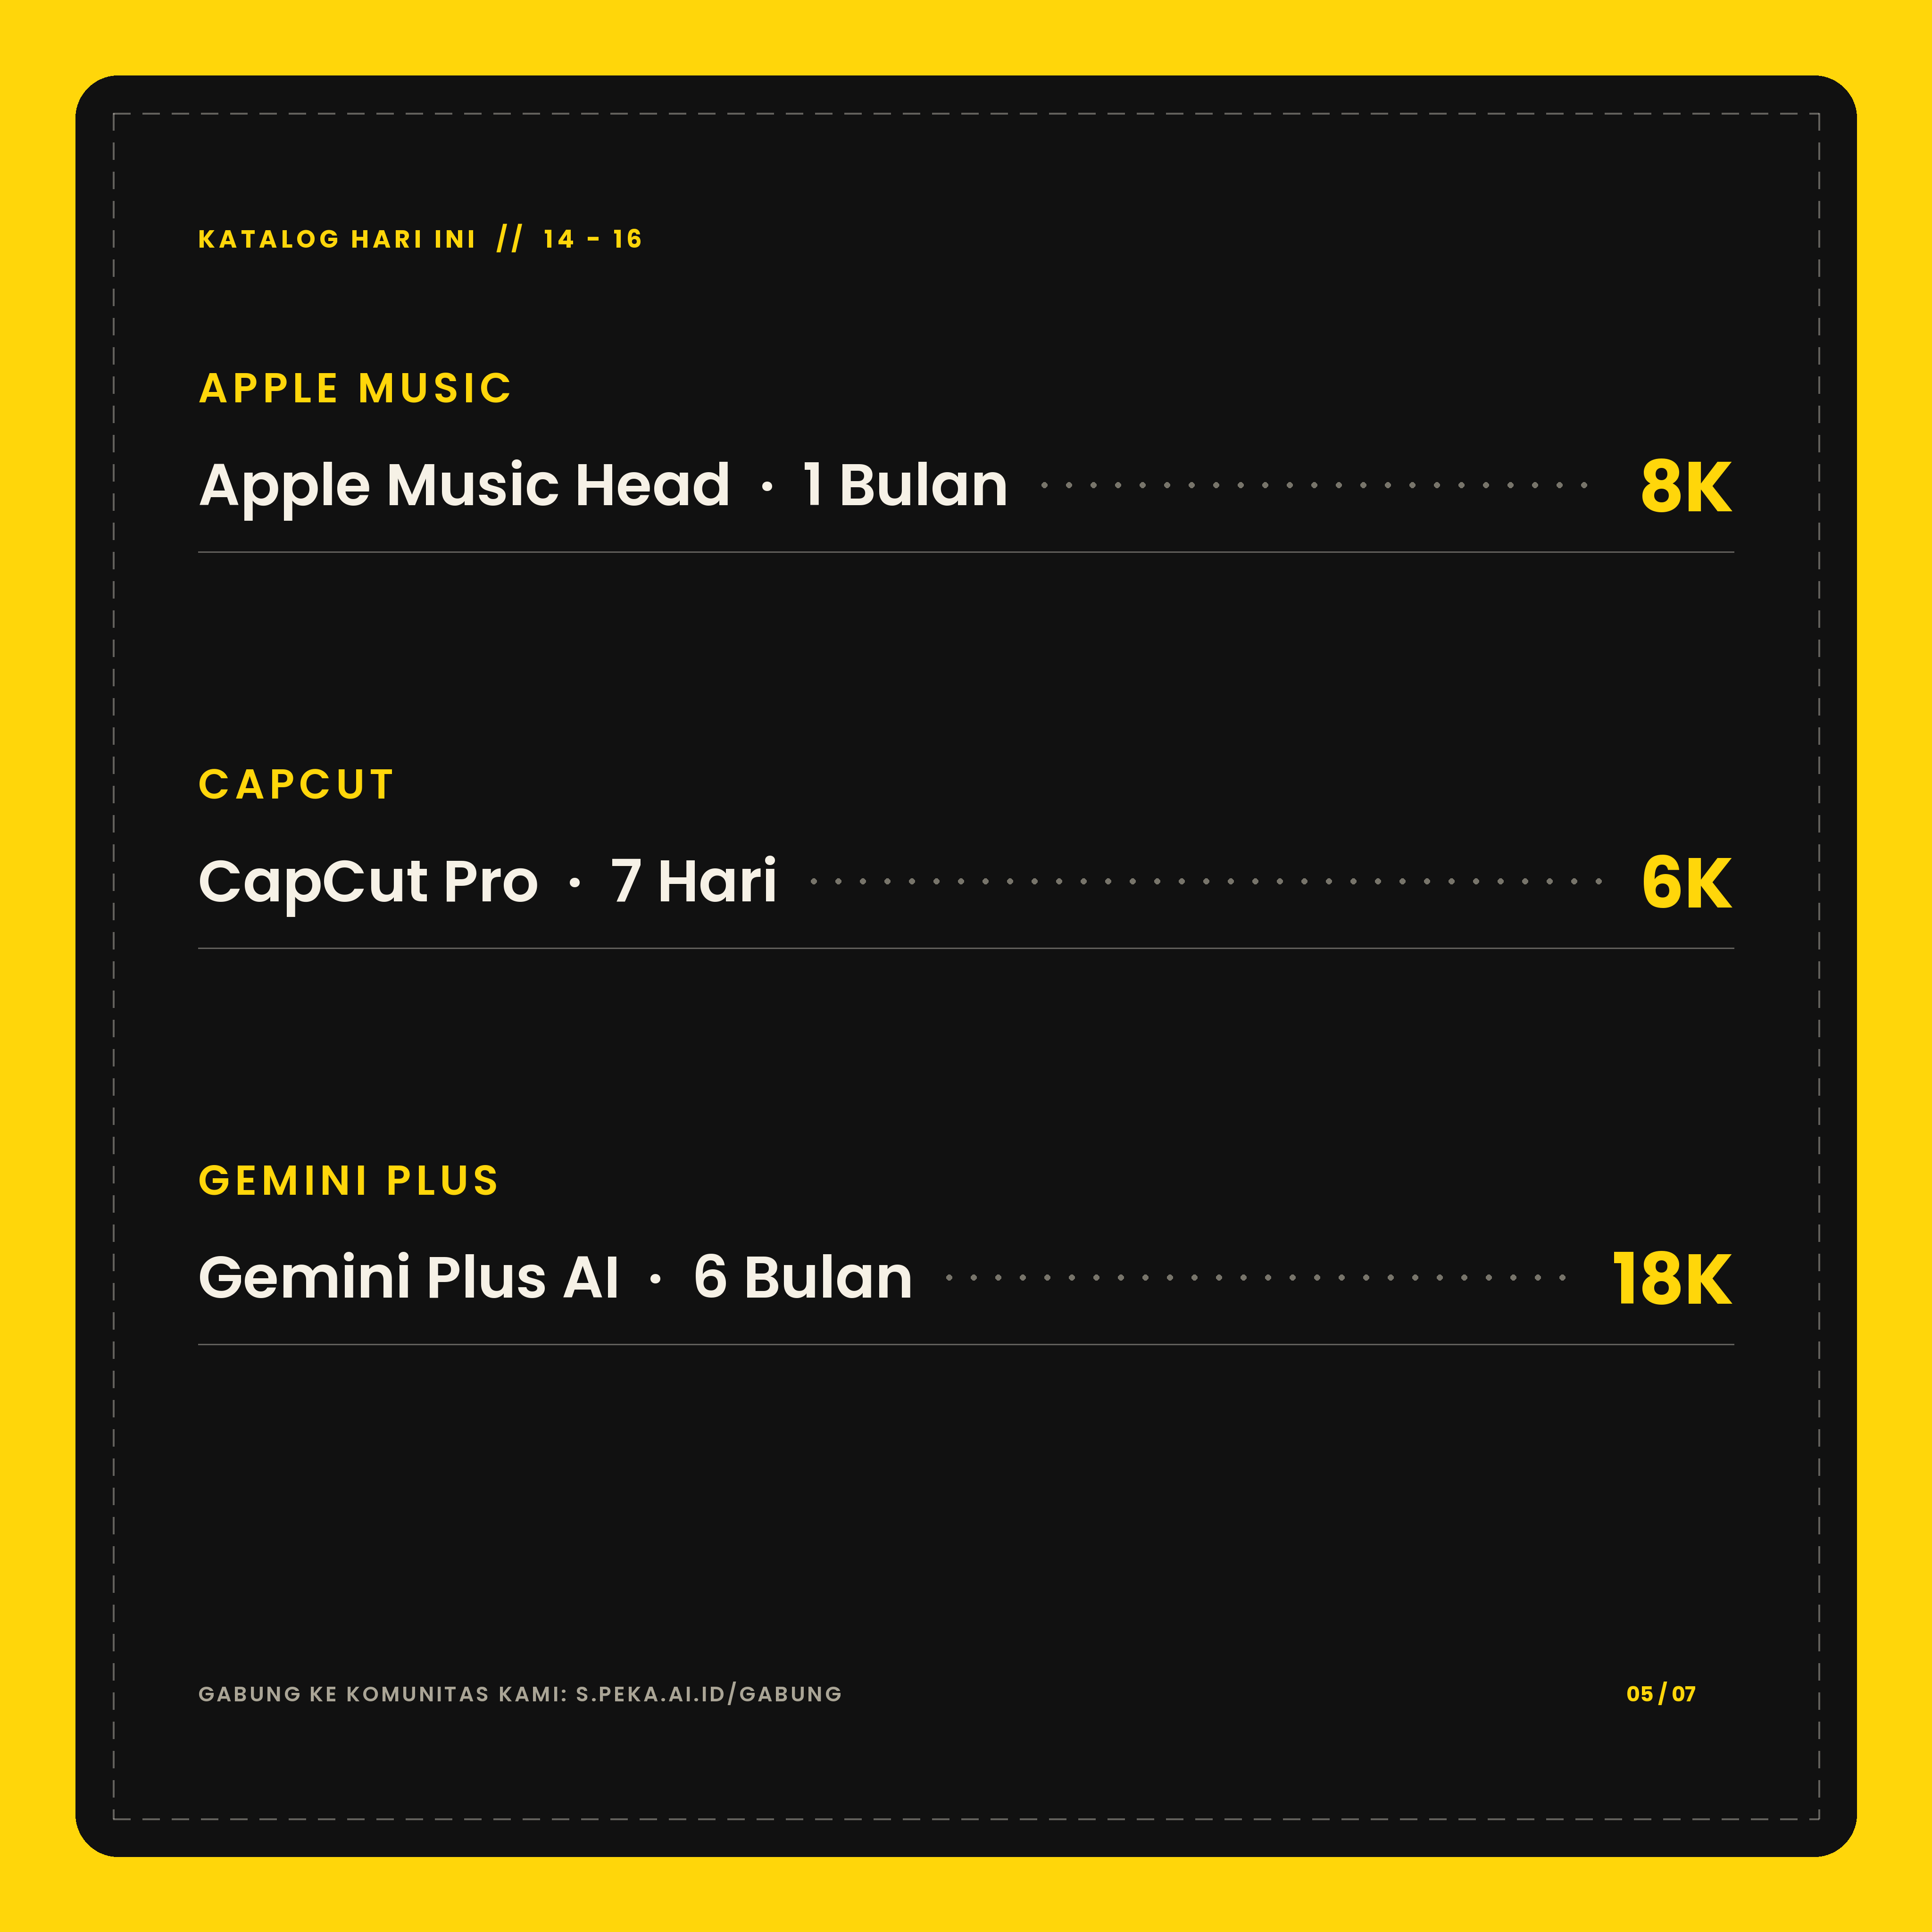 KATALOG HARI INI // 14 - 16
APPLE MUSIC
Apple Music Head · 1 Bulan 8K
CAPCUT
CapCut Pro · 7 Hari 6K
GEMINI PLUS
Gemini Plus AI · 6 Bulan 18K
GABUNG KE KOMUNITAS KAMI: S.PEKA.AI.ID/GABUNG 05 / 07